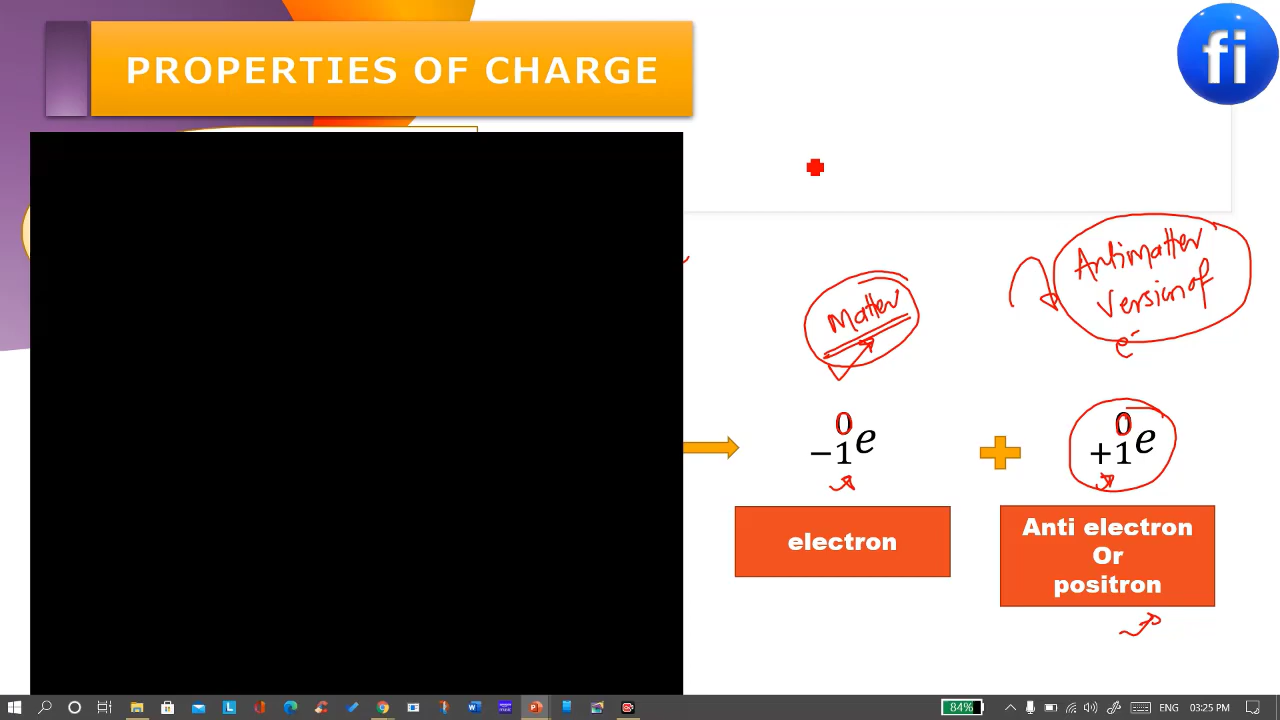 PROPERTIES OF CHARGE
fi
Antimatter
Version of
e⁻
Matter
0
−1e
0
+1e
electron
Anti electron
Or
positron
84%
ENG
03:25 PM